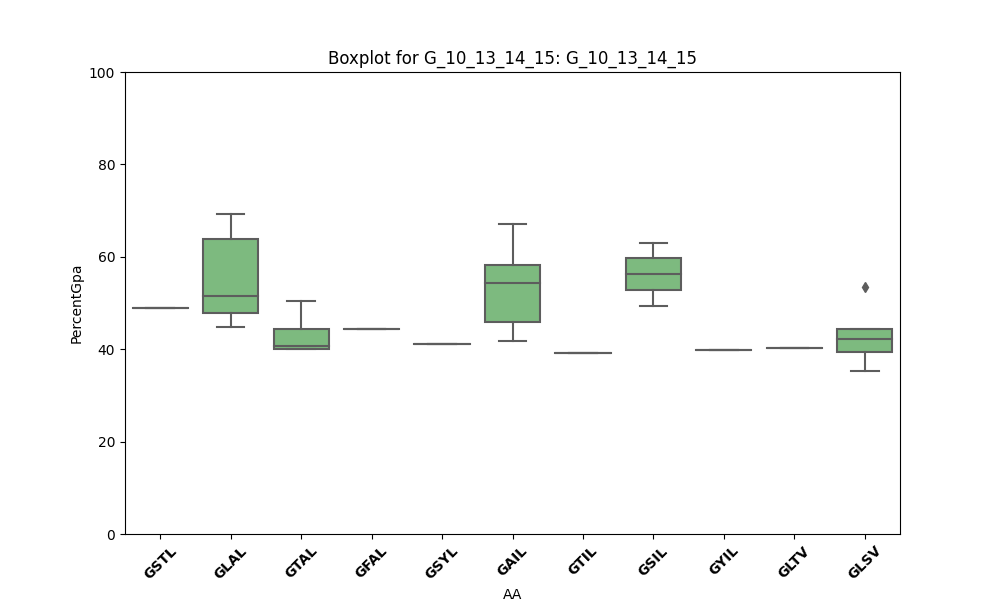 Boxplot for G_10_13_14_15: G_10_13_14_15
100
80
60
40
20
0
PercentGpa
GSTL
GLAL
GTAL
GFAL
GSYL
GAIL
GTIL
GSIL
GYIL
GLTV
GLSV
AA